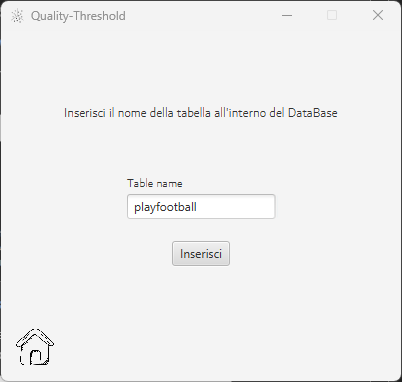 Quality-Threshold
Inserisci il nome della tabella all'interno del DataBase
Table name
playfootball
Inserisci